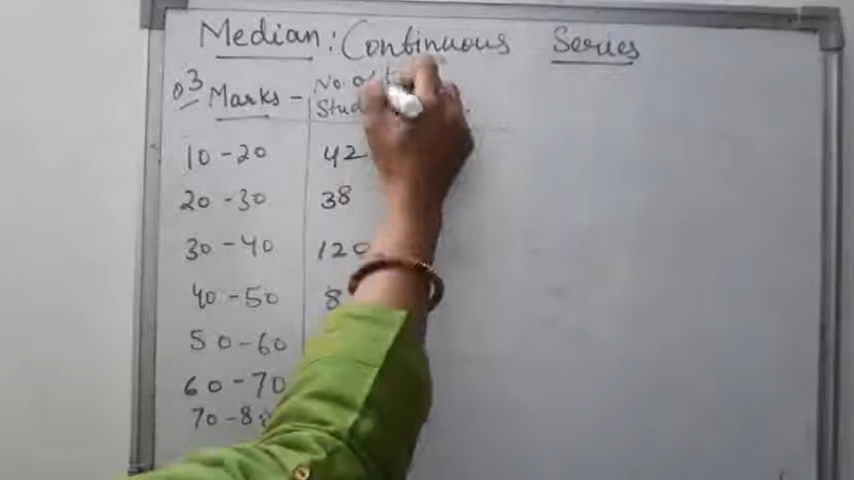 Median : Continuous Series
Q3 Marks - No. of
10 - 20 42
20 - 30 38
30 - 40 120
40 - 50
50 - 60
60 - 70
70 -